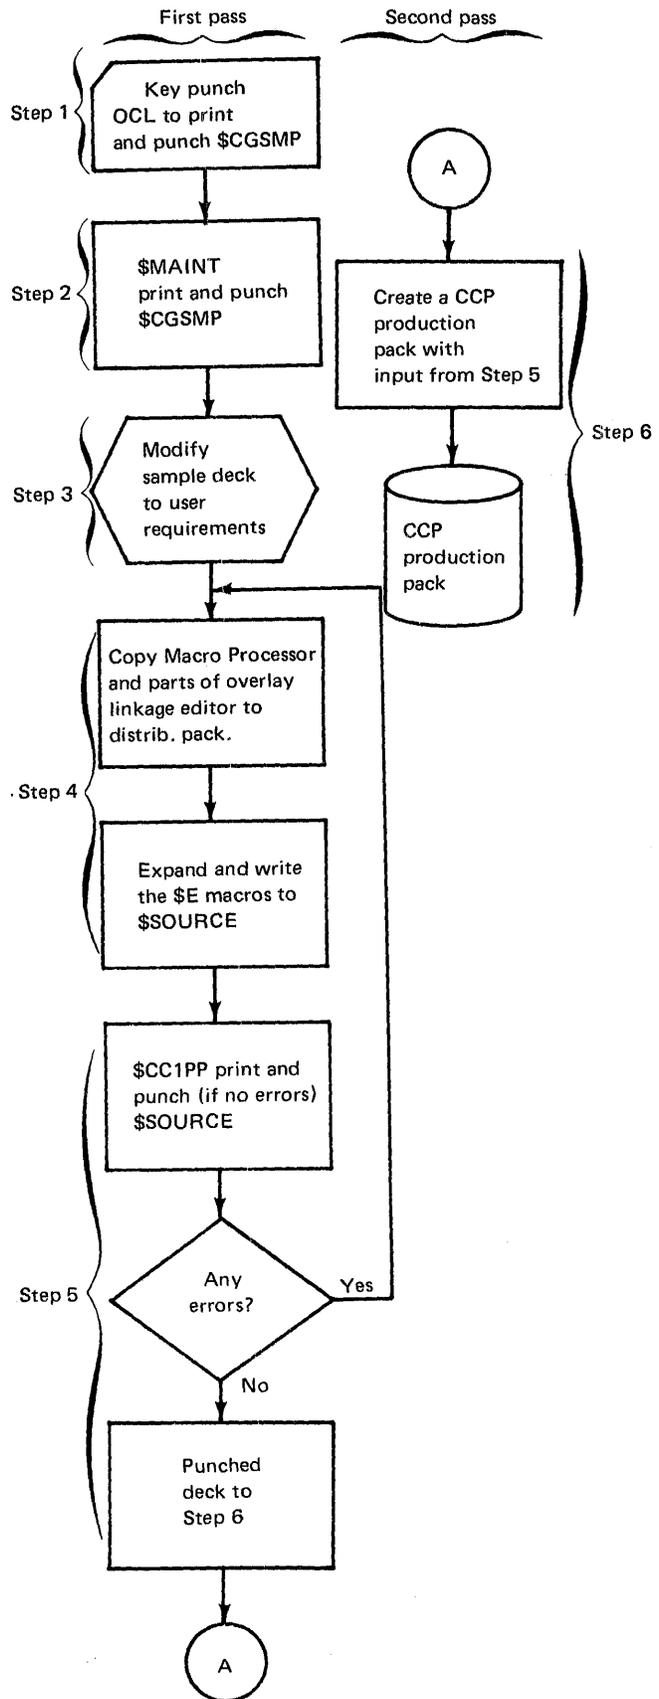 First pass
Step 1
Key punch
OCL to print
and punch $CGSMP
Step 2
$MAINT
print and punch
$CGSMP
Step 3
Modify
sample deck
to user
requirements
Step 4
Copy Macro Processor
and parts of overlay
linkage editor to
distrib. pack.
Expand and write
the $E macros to
$SOURCE
Step 5
$CC1PP print and
punch (if no errors)
$SOURCE
Any
errors?
Yes
No
Punched
deck to
Step 6
A
Second pass
A
Create a CCP
production
pack with
input from Step 5
Step 6
CCP
production
pack